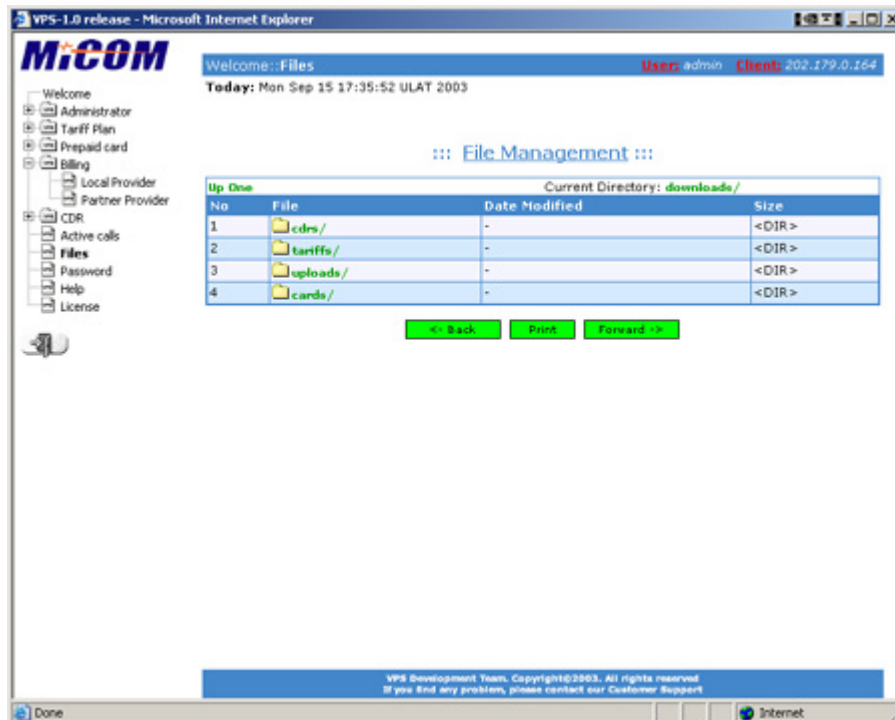 VPS-1.0 release - Microsoft Internet Explorer
MiCOM
Welcome::Files User: admin Client: 202.179.0.164
Today: Mon Sep 15 17:35:52 ULAT 2003
Welcome
Administrator
Tariff Plan
Prepaid card
Billing
Local Provider
Partner Provider
CDR
Active calls
Files
Password
Help
License
::: File Management :::
Up One Current Directory: downloads/
No File Date Modified Size
1 cdrs/ - <DIR>
2 tariffs/ - <DIR>
3 uploads/ - <DIR>
4 cards/ - <DIR>
<- Back Print Forward ->
VPS Development Team. Copyright©2003. All rights reserved
If you find any problem, please contact our Customer Support
Done Internet